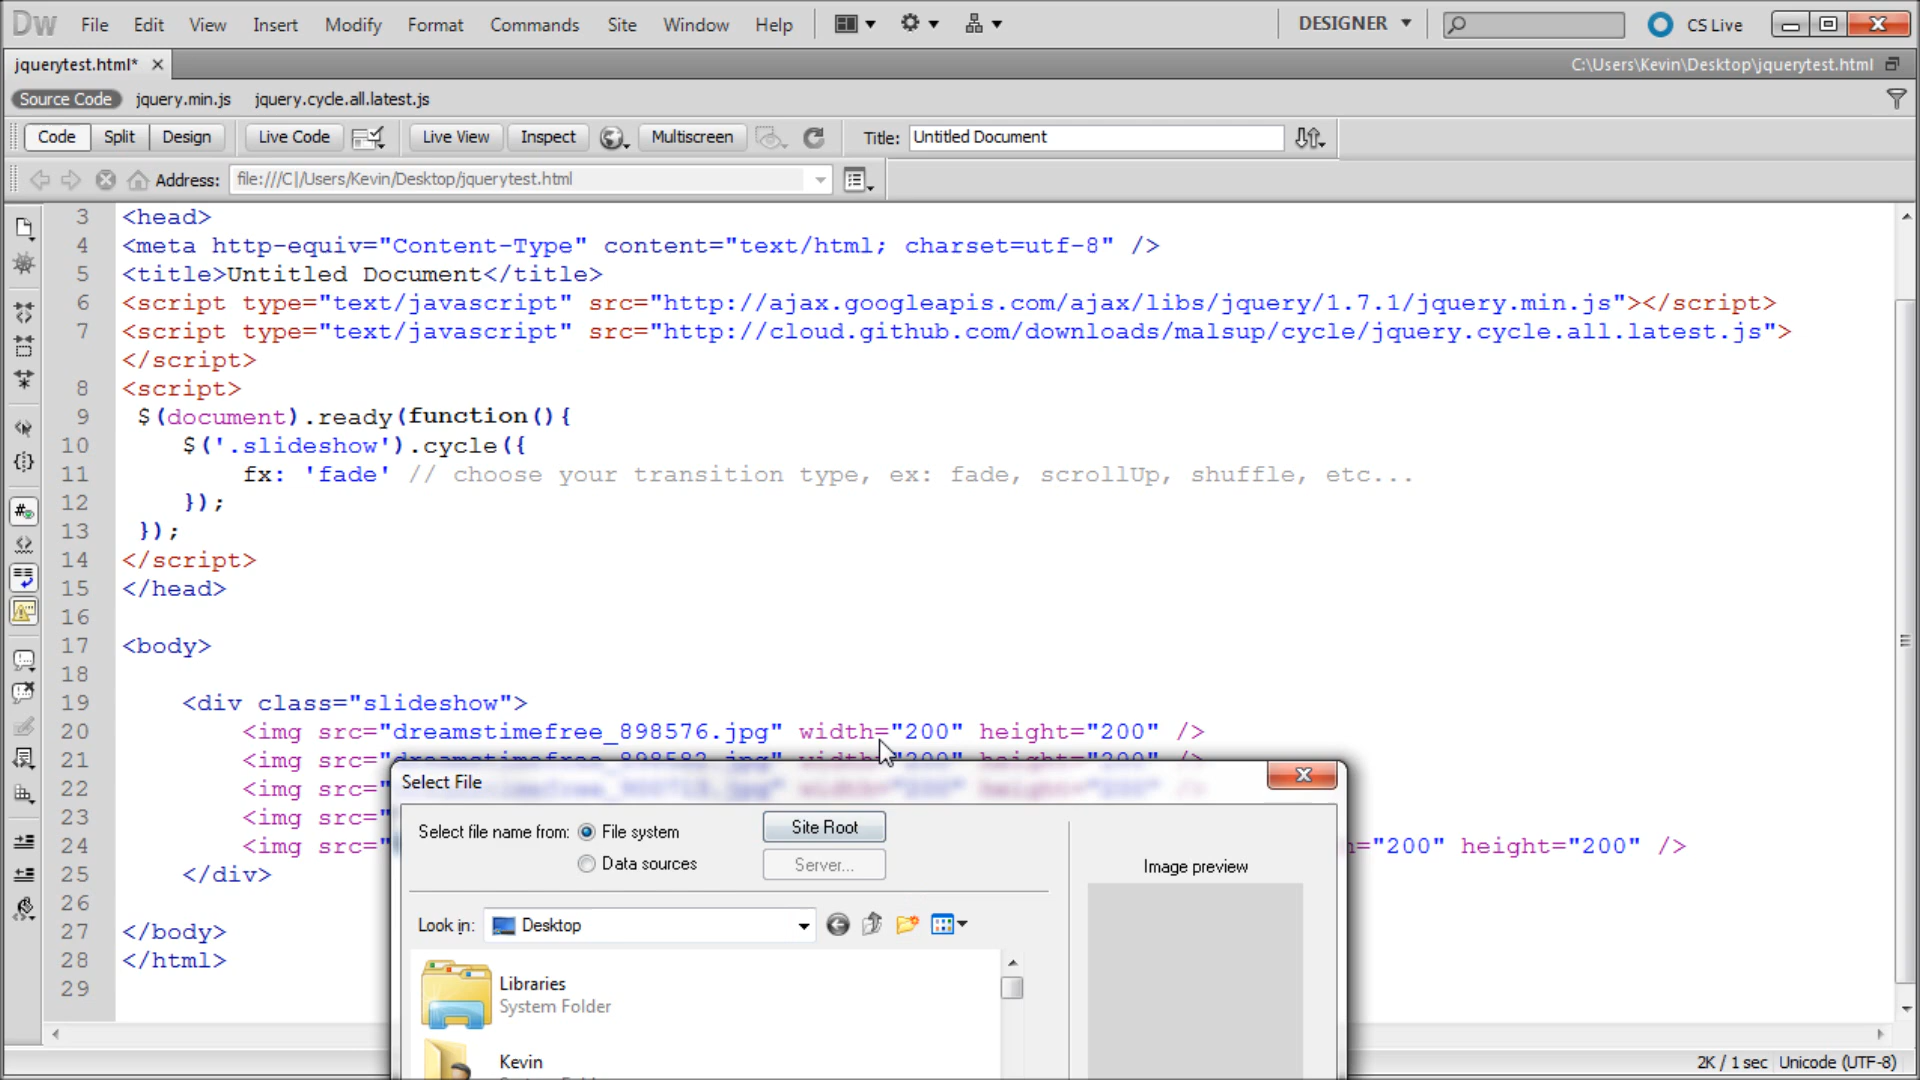 Dw File Edit View Insert Modify Format Commands Site Window Help DESIGNER CS Live
jquerytest.html* C:\Users\Kevin\Desktop\jquerytest.html
Source Code jquery.min.js jquery.cycle.all.latest.js
Code Split Design Live Code Live View Inspect Multiscreen Title: Untitled Document
Address: file:///C|/Users/Kevin/Desktop/jquerytest.html
3 <head>
4 <meta http-equiv="Content-Type" content="text/html; charset=utf-8" />
5 <title>Untitled Document</title>
6 <script type="text/javascript" src="http://ajax.googleapis.com/ajax/libs/jquery/1.7.1/jquery.min.js"></script>
7 <script type="text/javascript" src="http://cloud.github.com/downloads/malsup/cycle/jquery.cycle.all.latest.js">
</script>
8 <script>
9 $(document).ready(function(){
10 $('.slideshow').cycle({
11 fx: 'fade' // choose your transition type, ex: fade, scrollUp, shuffle, etc...
12 });
13 });
14 </script>
15 </head>
16
17 <body>
18
19 <div class="slideshow">
20 <img src="dreamstimefree_898576.jpg" width="200" height="200" />
21 <img src="dreamstimefree_898582.jpg" width="200" height="200" />
22 <img src=" width="200" height="200" />
23 <img src="
24 <img src=" ="200" height="200" />
25 </div>
26
27 </body>
28 </html>
29
Select File
Select file name from: File system Site Root
Data sources Server...
Image preview
Look in: Desktop
Libraries
System Folder
Kevin
2K / 1 sec Unicode (UTF-8)